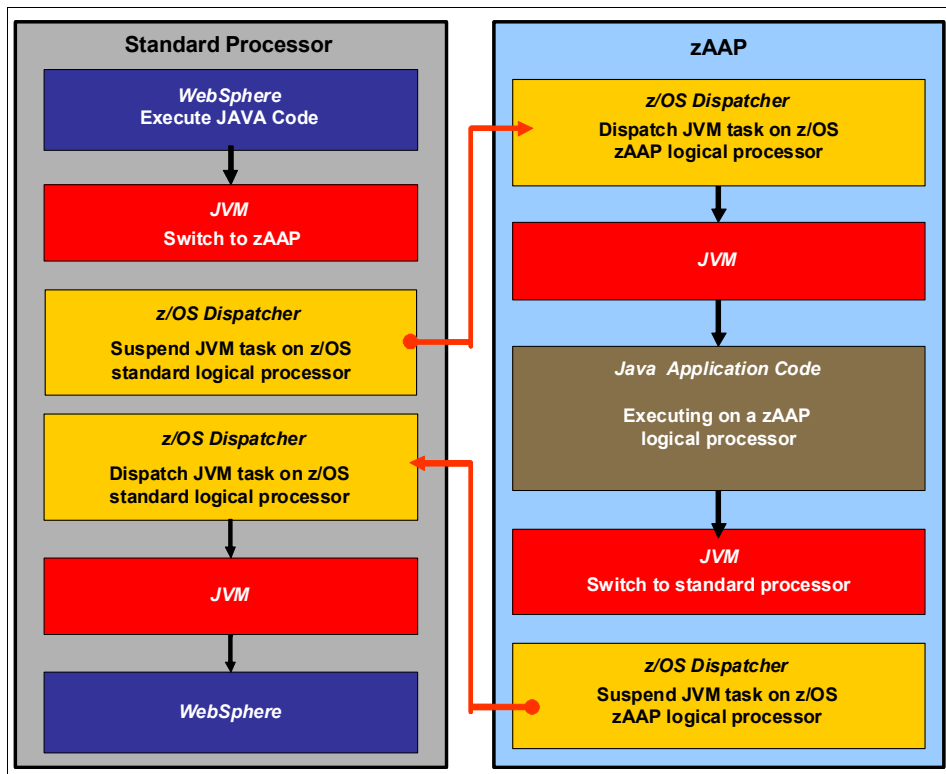 Standard Processor
WebSphere
Execute JAVA Code
JVM
Switch to zAAP
z/OS Dispatcher
Suspend JVM task on z/OS
standard logical processor
z/OS Dispatcher
Dispatch JVM task on z/OS
standard logical processor
JVM
WebSphere
zAAP
z/OS Dispatcher
Dispatch JVM task on z/OS
zAAP logical processor
JVM
Java Application Code
Executing on a zAAP
logical processor
JVM
Switch to standard processor
z/OS Dispatcher
Suspend JVM task on z/OS
zAAP logical processor